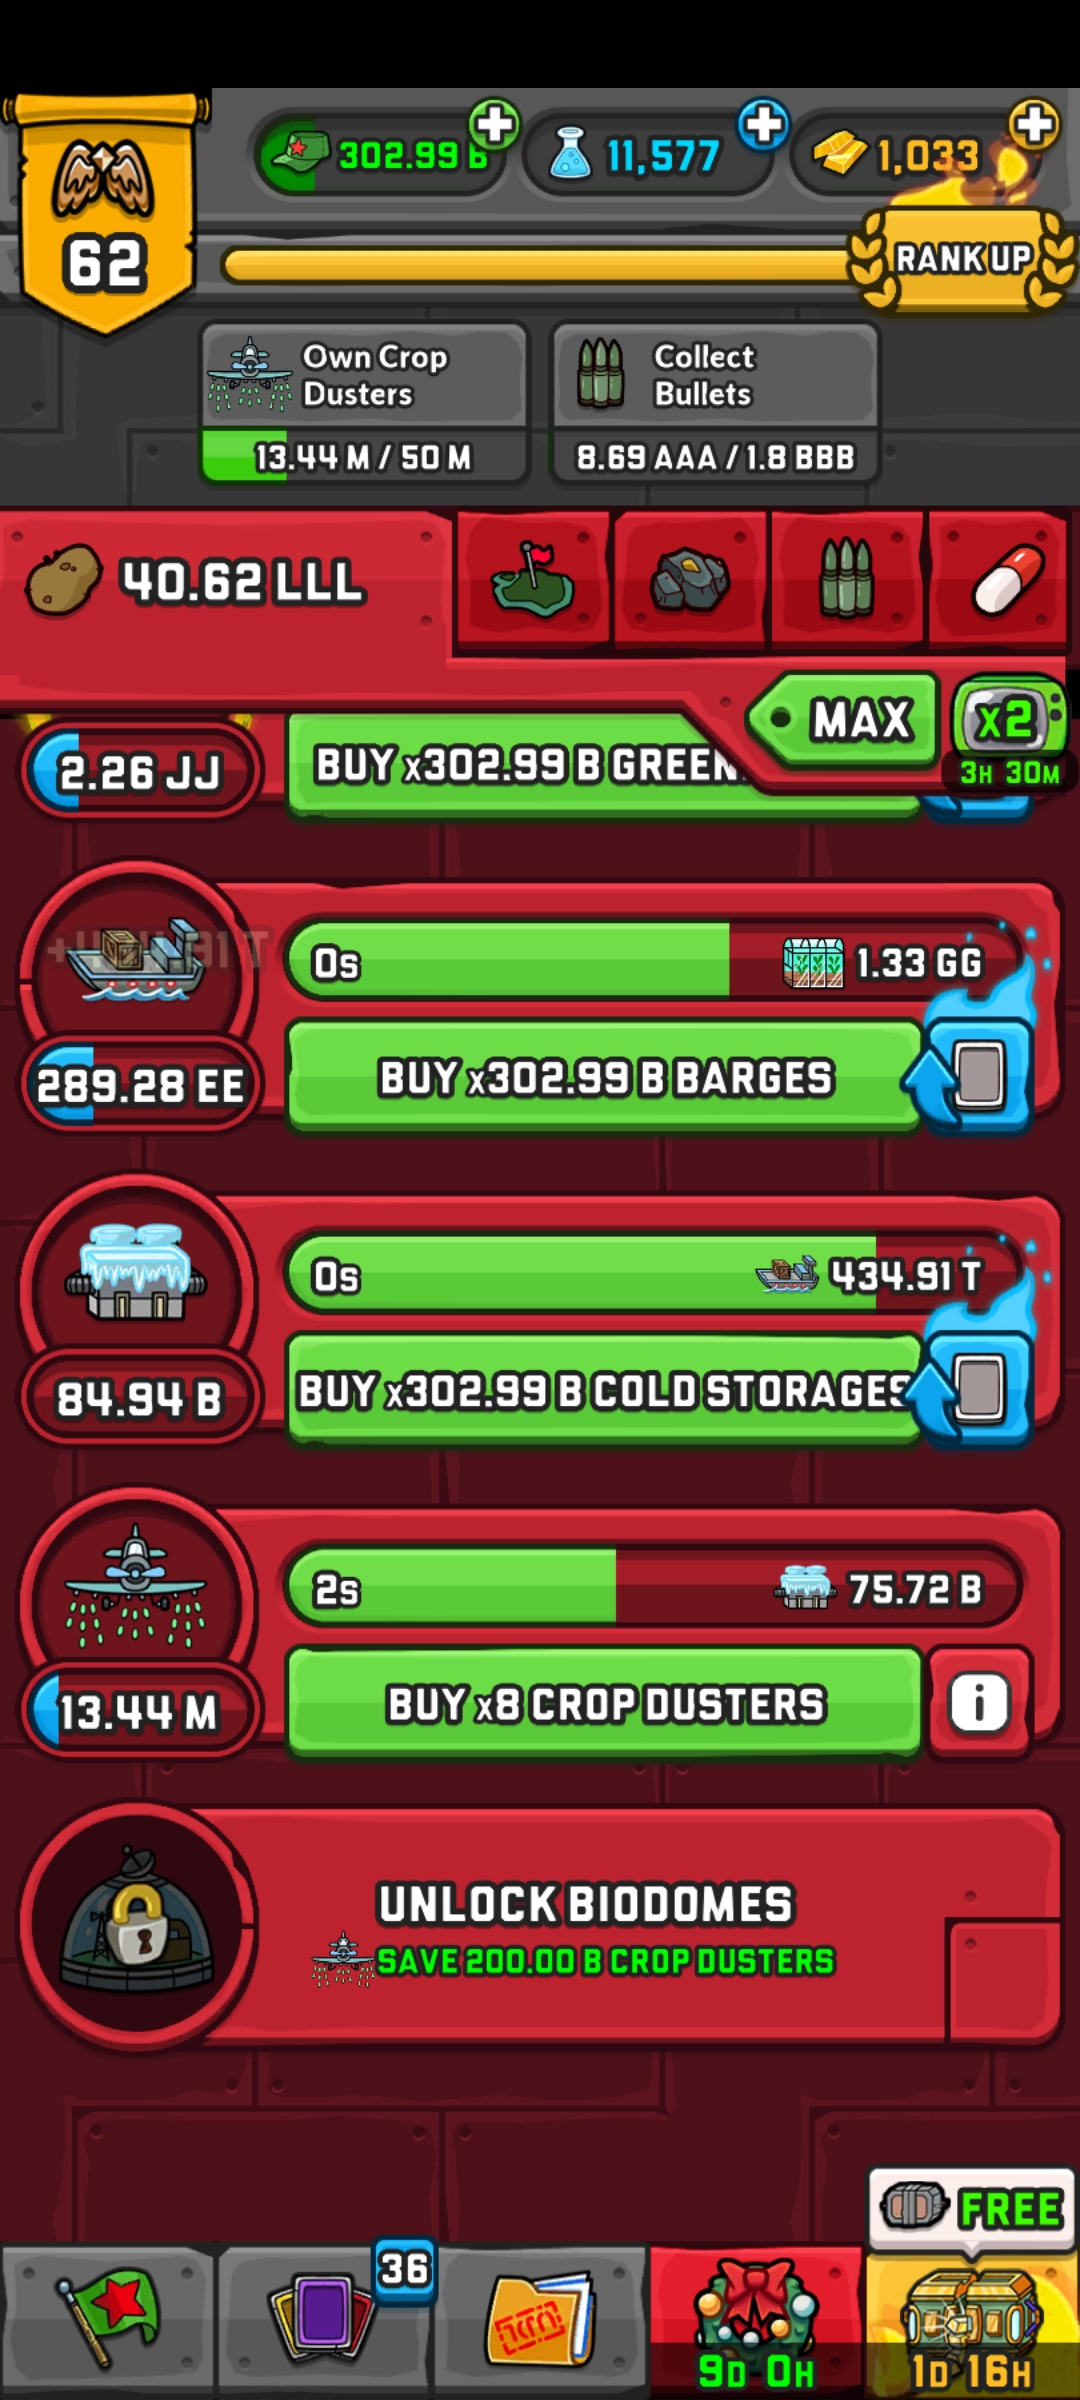 302.99 B
11,577
1,033
62
RANK UP
Own Crop
Dusters
13.44 M / 50 M
Collect
Bullets
8.69 AAA / 1.8 BBB
40.62 LLL
MAX
x2
3H 30M
2.26 JJ
BUY x302.99 B GREEN
0s
1.33 GG
289.28 EE
BUY x302.99 B BARGES
0s
434.91 T
84.94 B
BUY x302.99 B COLD STORAGES
2s
75.72 B
13.44 M
BUY x8 CROP DUSTERS
i
UNLOCK BIODOMES
SAVE 200.00 B CROP DUSTERS
FREE
36
9D 0H
1D 16H